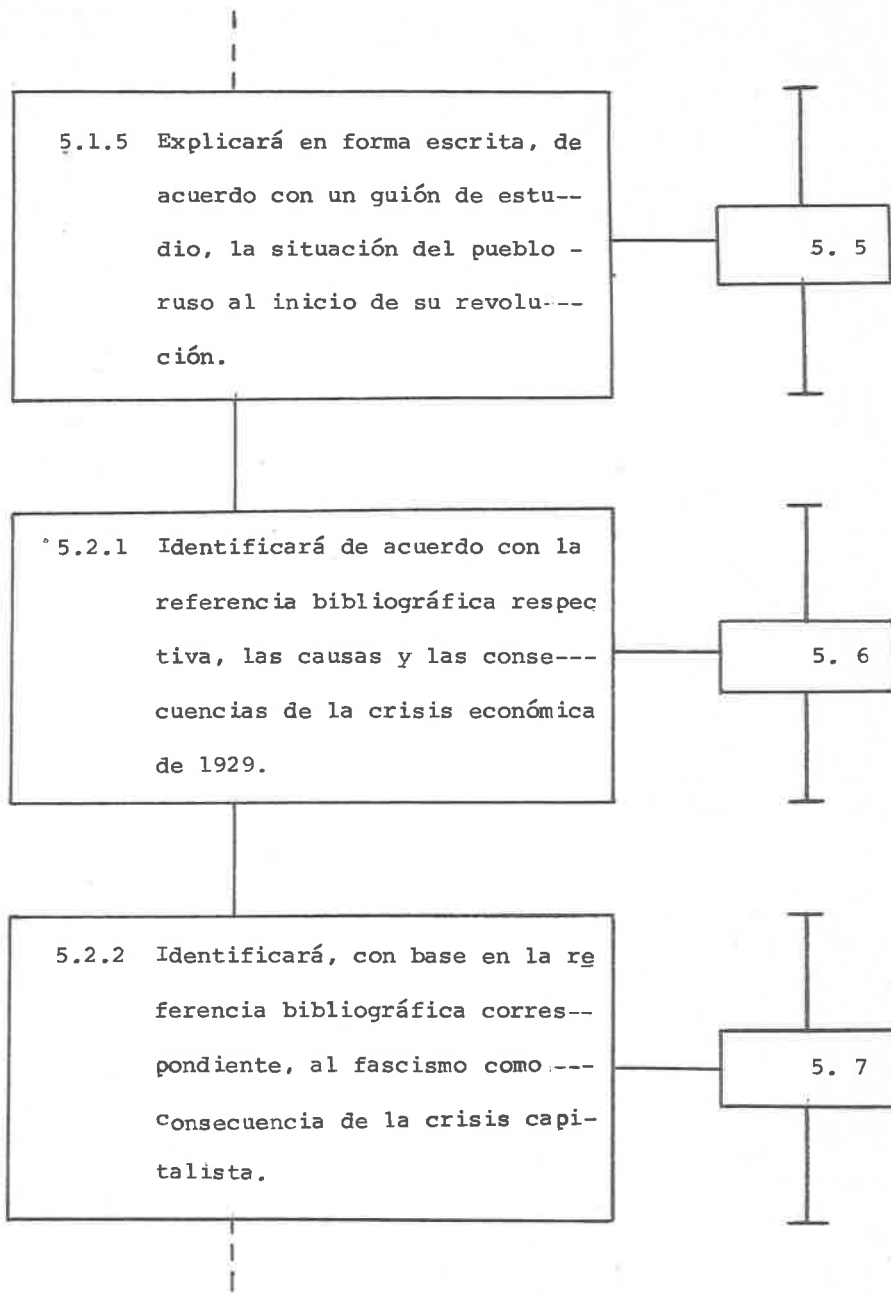 5.1.5 Explicará en forma escrita, de
acuerdo con un guión de estu--
dio, la situación del pueblo -
ruso al inicio de su revolu----
ción.
5. 5
5.2.1 Identificará de acuerdo con la
referencia bibliográfica respec
tiva, las causas y las conse---
cuencias de la crisis económica
de 1929.
5. 6
5.2.2 Identificará, con base en la re
ferencia bibliográfica corres--
pondiente, al fascismo como ---
consecuencia de la crisis capi-
talista.
5. 7